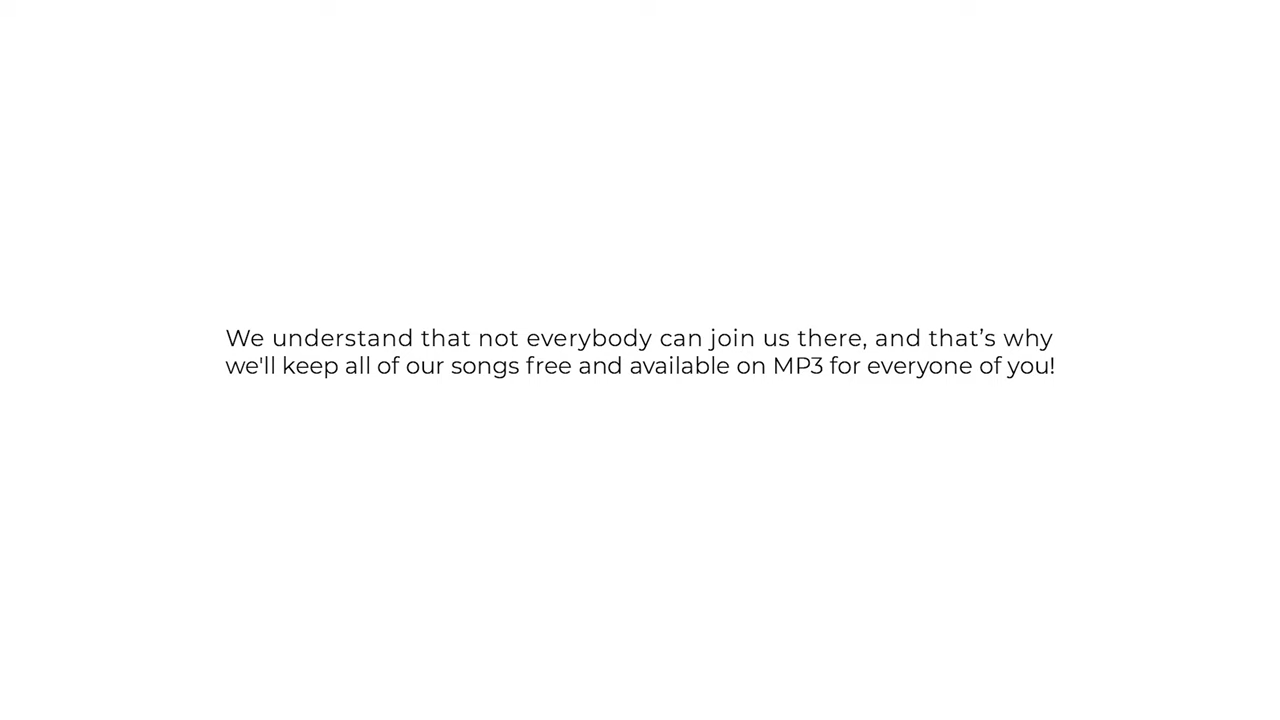 We understand that not everybody can join us there, and that’s why
we'll keep all of our songs free and available on MP3 for everyone of you!